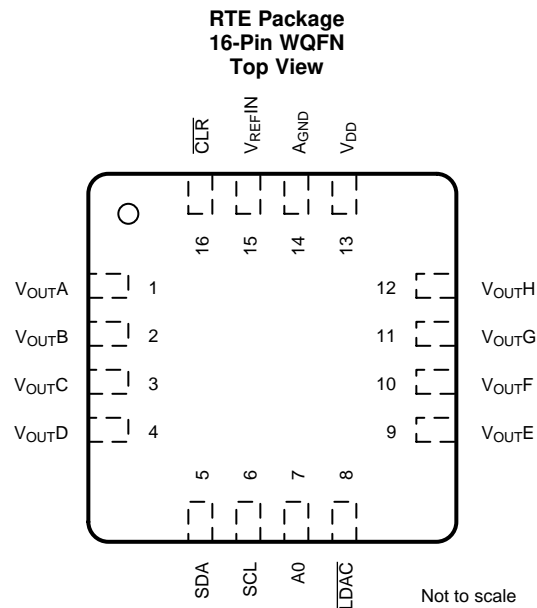 RTE Package
16-Pin WQFN
Top View
CLR VREFIN AGND VDD
16 15 14 13
VOUTA 1 12 VOUTH
VOUTB 2 11 VOUTG
VOUTC 3 10 VOUTF
VOUTD 4 9 VOUTE
5 6 7 8
SDA SCL A0 LDAC
Not to scale